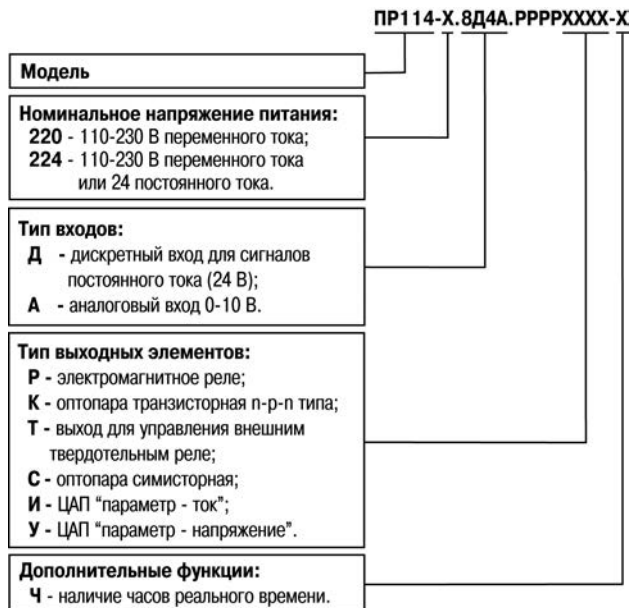 ПР114-Х.8Д4А.РРРРХХХХ-Х
Модель
Номинальное напряжение питания:
220 - 110-230 В переменного тока;
224 - 110-230 В переменного тока
или 24 постоянного тока.
Тип входов:
Д - дискретный вход для сигналов
постоянного тока (24 В);
А - аналоговый вход 0-10 В.
Тип выходных элементов:
Р - электромагнитное реле;
К - оптопара транзисторная n-p-n типа;
Т - выход для управления внешним
твердотельным реле;
С - оптопара симисторная;
И - ЦАП "параметр - ток";
У - ЦАП "параметр - напряжение".
Дополнительные функции:
Ч - наличие часов реального времени.